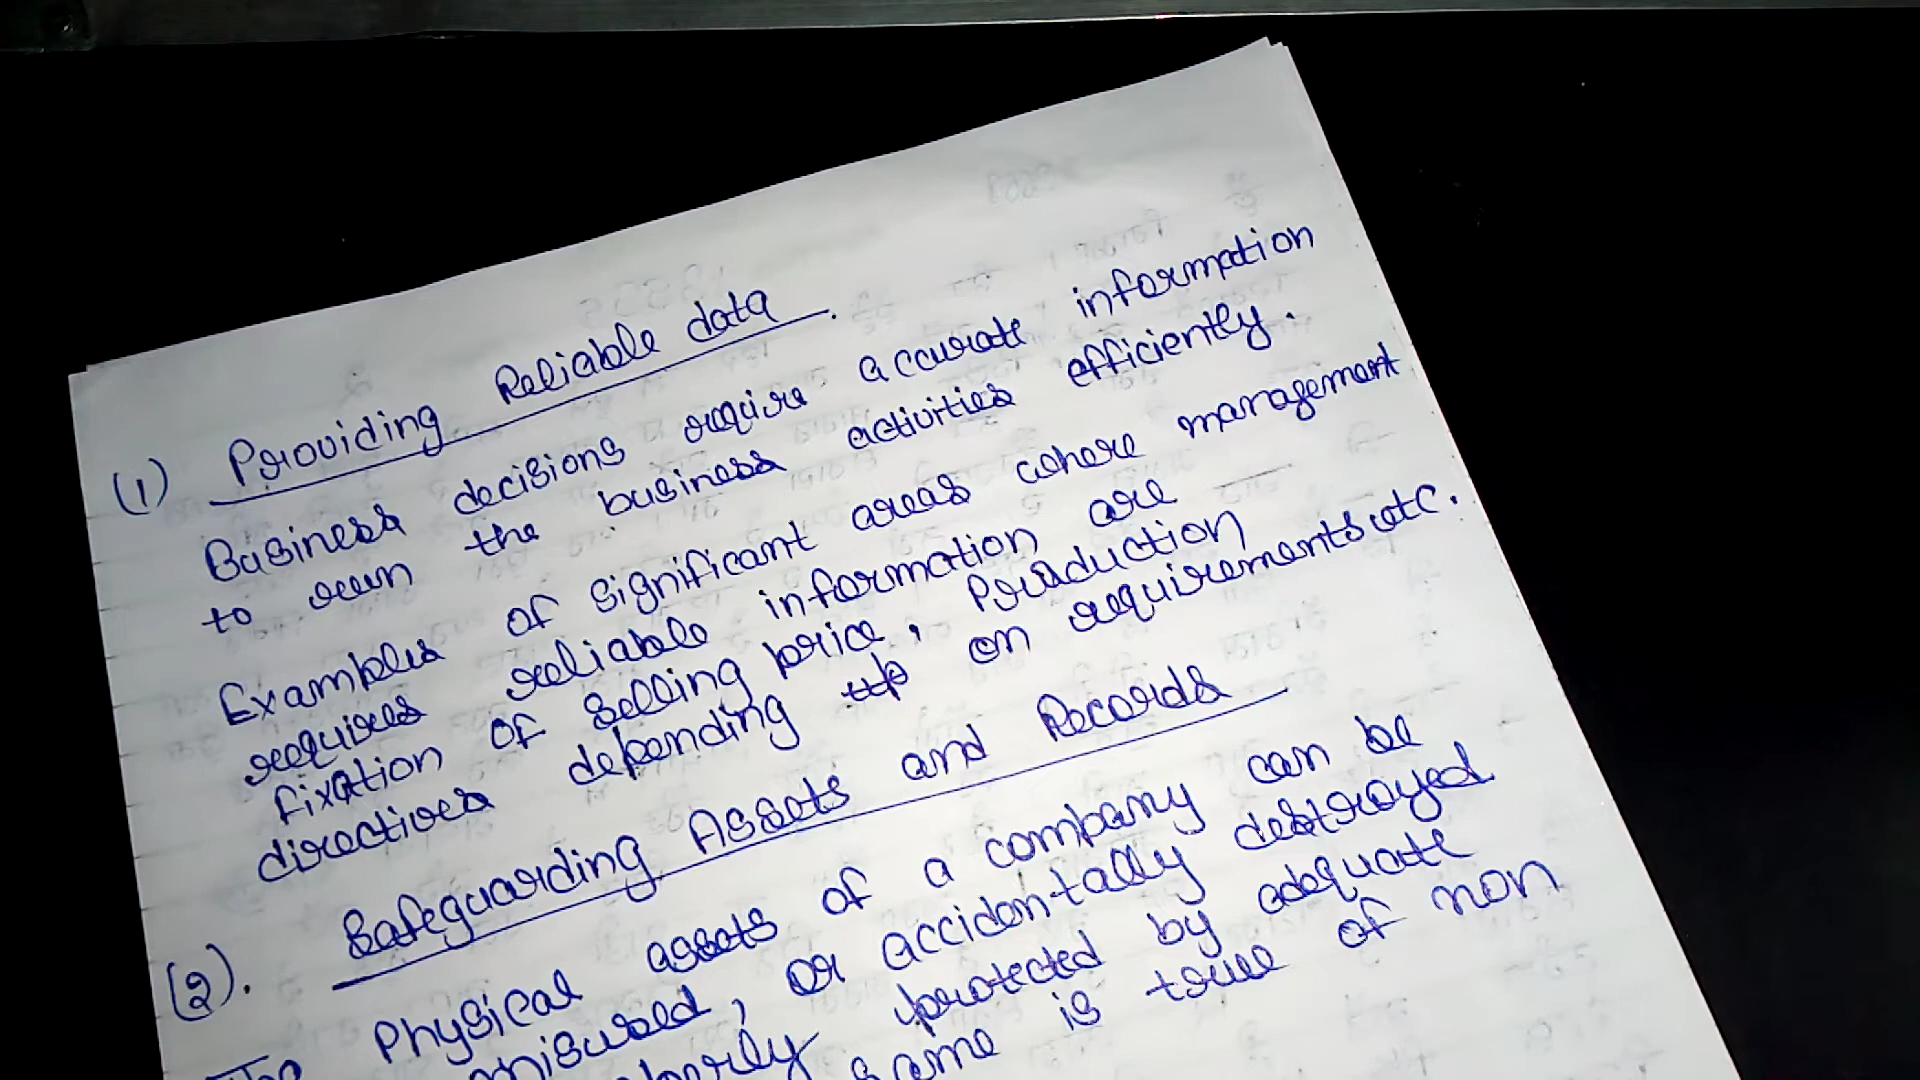 (1) Providing Reliable data.
Business decisions require accurate information
to run the business activities efficiently.
Examples of significant areas where management
requires reliable information are
fixation of selling price, Production
directives depending on requirements etc.
(2). Safeguarding Assets and Records
The Physical assets of a company can be
misused, or accidentally destroyed
protected by adequate
same is true of non